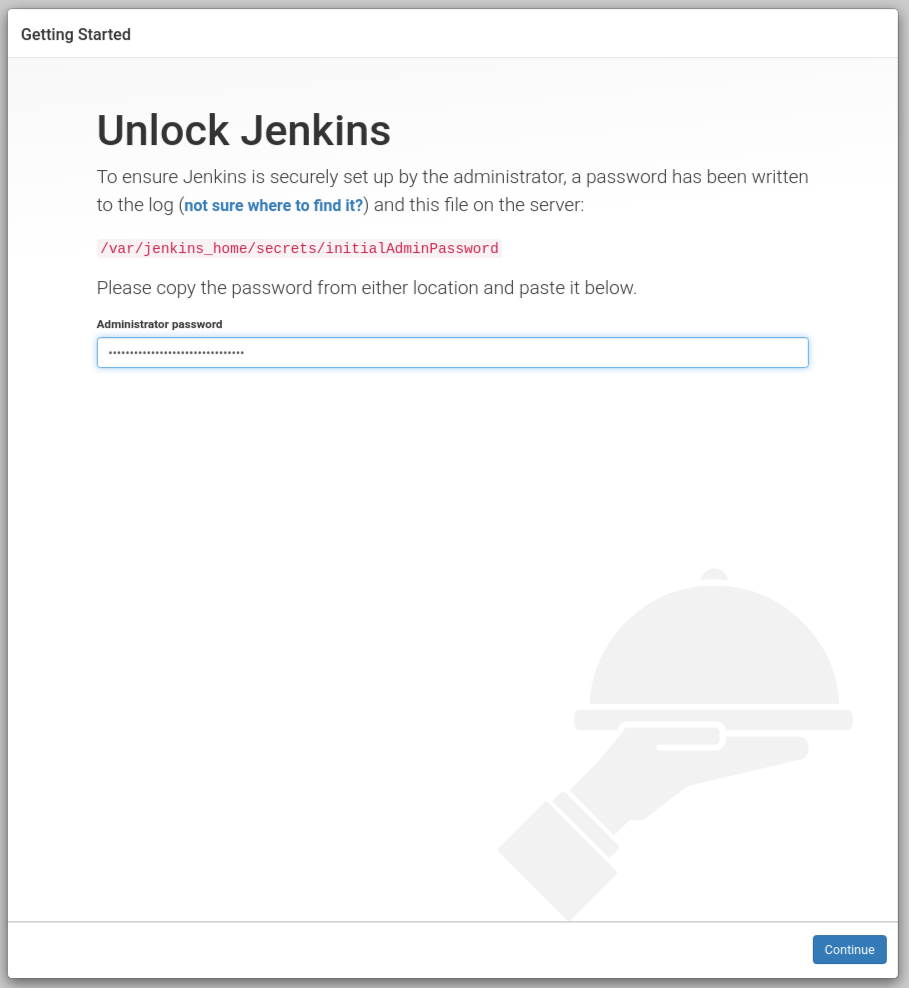 Getting Started
Unlock Jenkins
To ensure Jenkins is securely set up by the administrator, a password has been written
to the log (not sure where to find it?) and this file on the server:
/var/jenkins_home/secrets/initialAdminPassword
Please copy the password from either location and paste it below.
Administrator password
••••••••••••••••••••••••••••••••
Continue